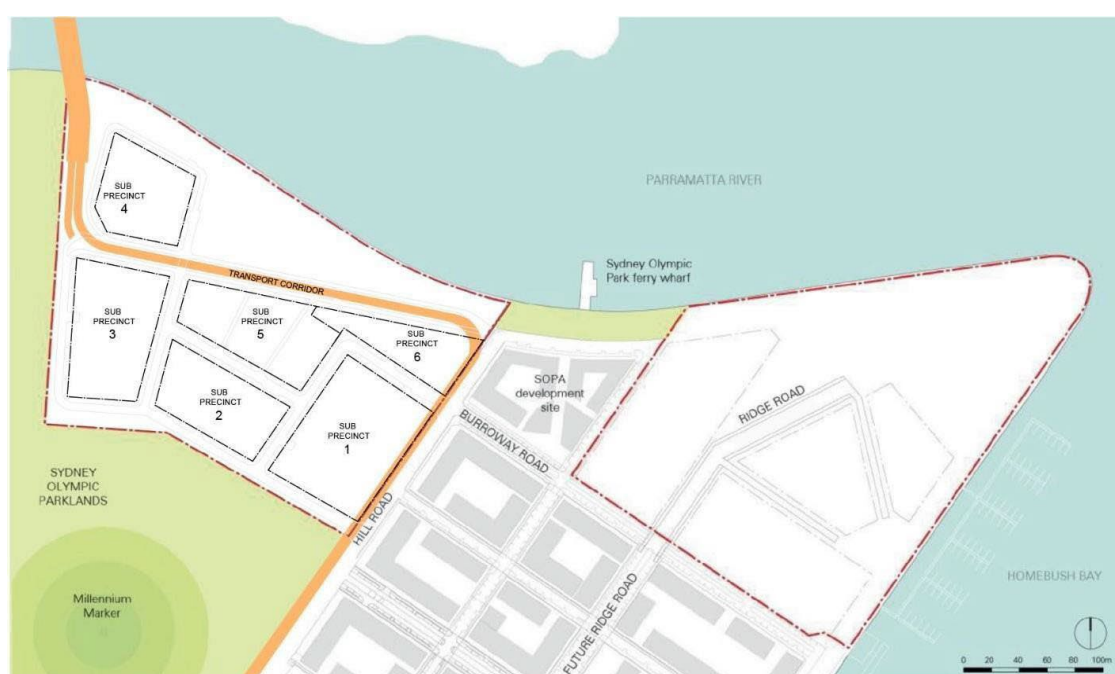 PARRAMATTA RIVER
SUB
PRECINCT
4
Sydney Olympic
Park ferry wharf
TRANSPORT CORRIDOR
SUB
PRECINCT
3
SUB
PRECINCT
5
SUB
PRECINCT
6
SUB
PRECINCT
2
SUB
PRECINCT
1
SOPA
development
site
RIDGE ROAD
BURROWAY ROAD
SYDNEY
OLYMPIC
PARKLANDS
HILL ROAD
HOMEBUSH BAY
Millennium
Marker
FUTURE RIDGE ROAD
0 20 40 60 80 100m